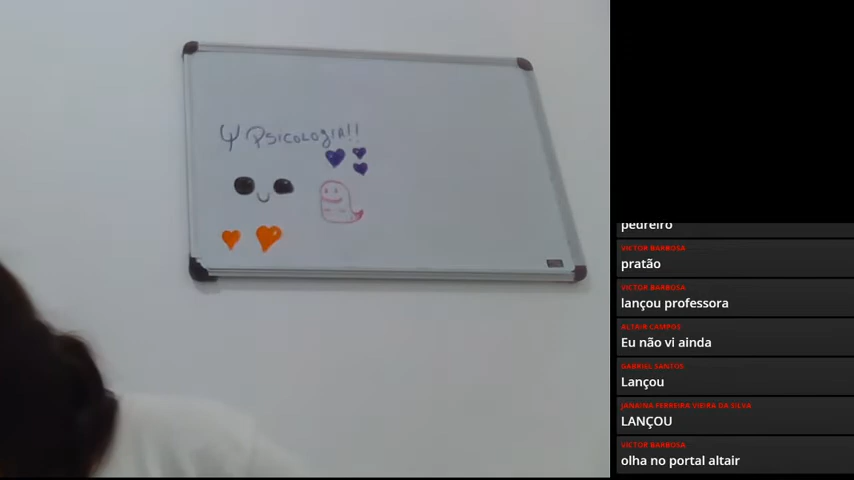 Ψ PSICOLOGIA!!
pedreiro
VICTOR BARBOSA
pratão
VICTOR BARBOSA
lançou professora
ALTAIR CAMPOS
Eu não vi ainda
GABRIEL SANTOS
Lançou
JANAINA FERREIRA VIEIRA DA SILVA
LANÇOU
VICTOR BARBOSA
olha no portal altair